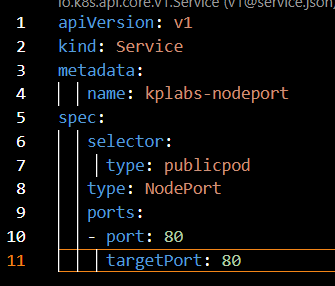 io.k8s.api.core.v1.Service (v1@service.json)
1 apiVersion: v1
2 kind: Service
3 metadata:
4     name: kplabs-nodeport
5 spec:
6     selector:
7       type: publicpod
8     type: NodePort
9     ports:
10     - port: 80
11       targetPort: 80